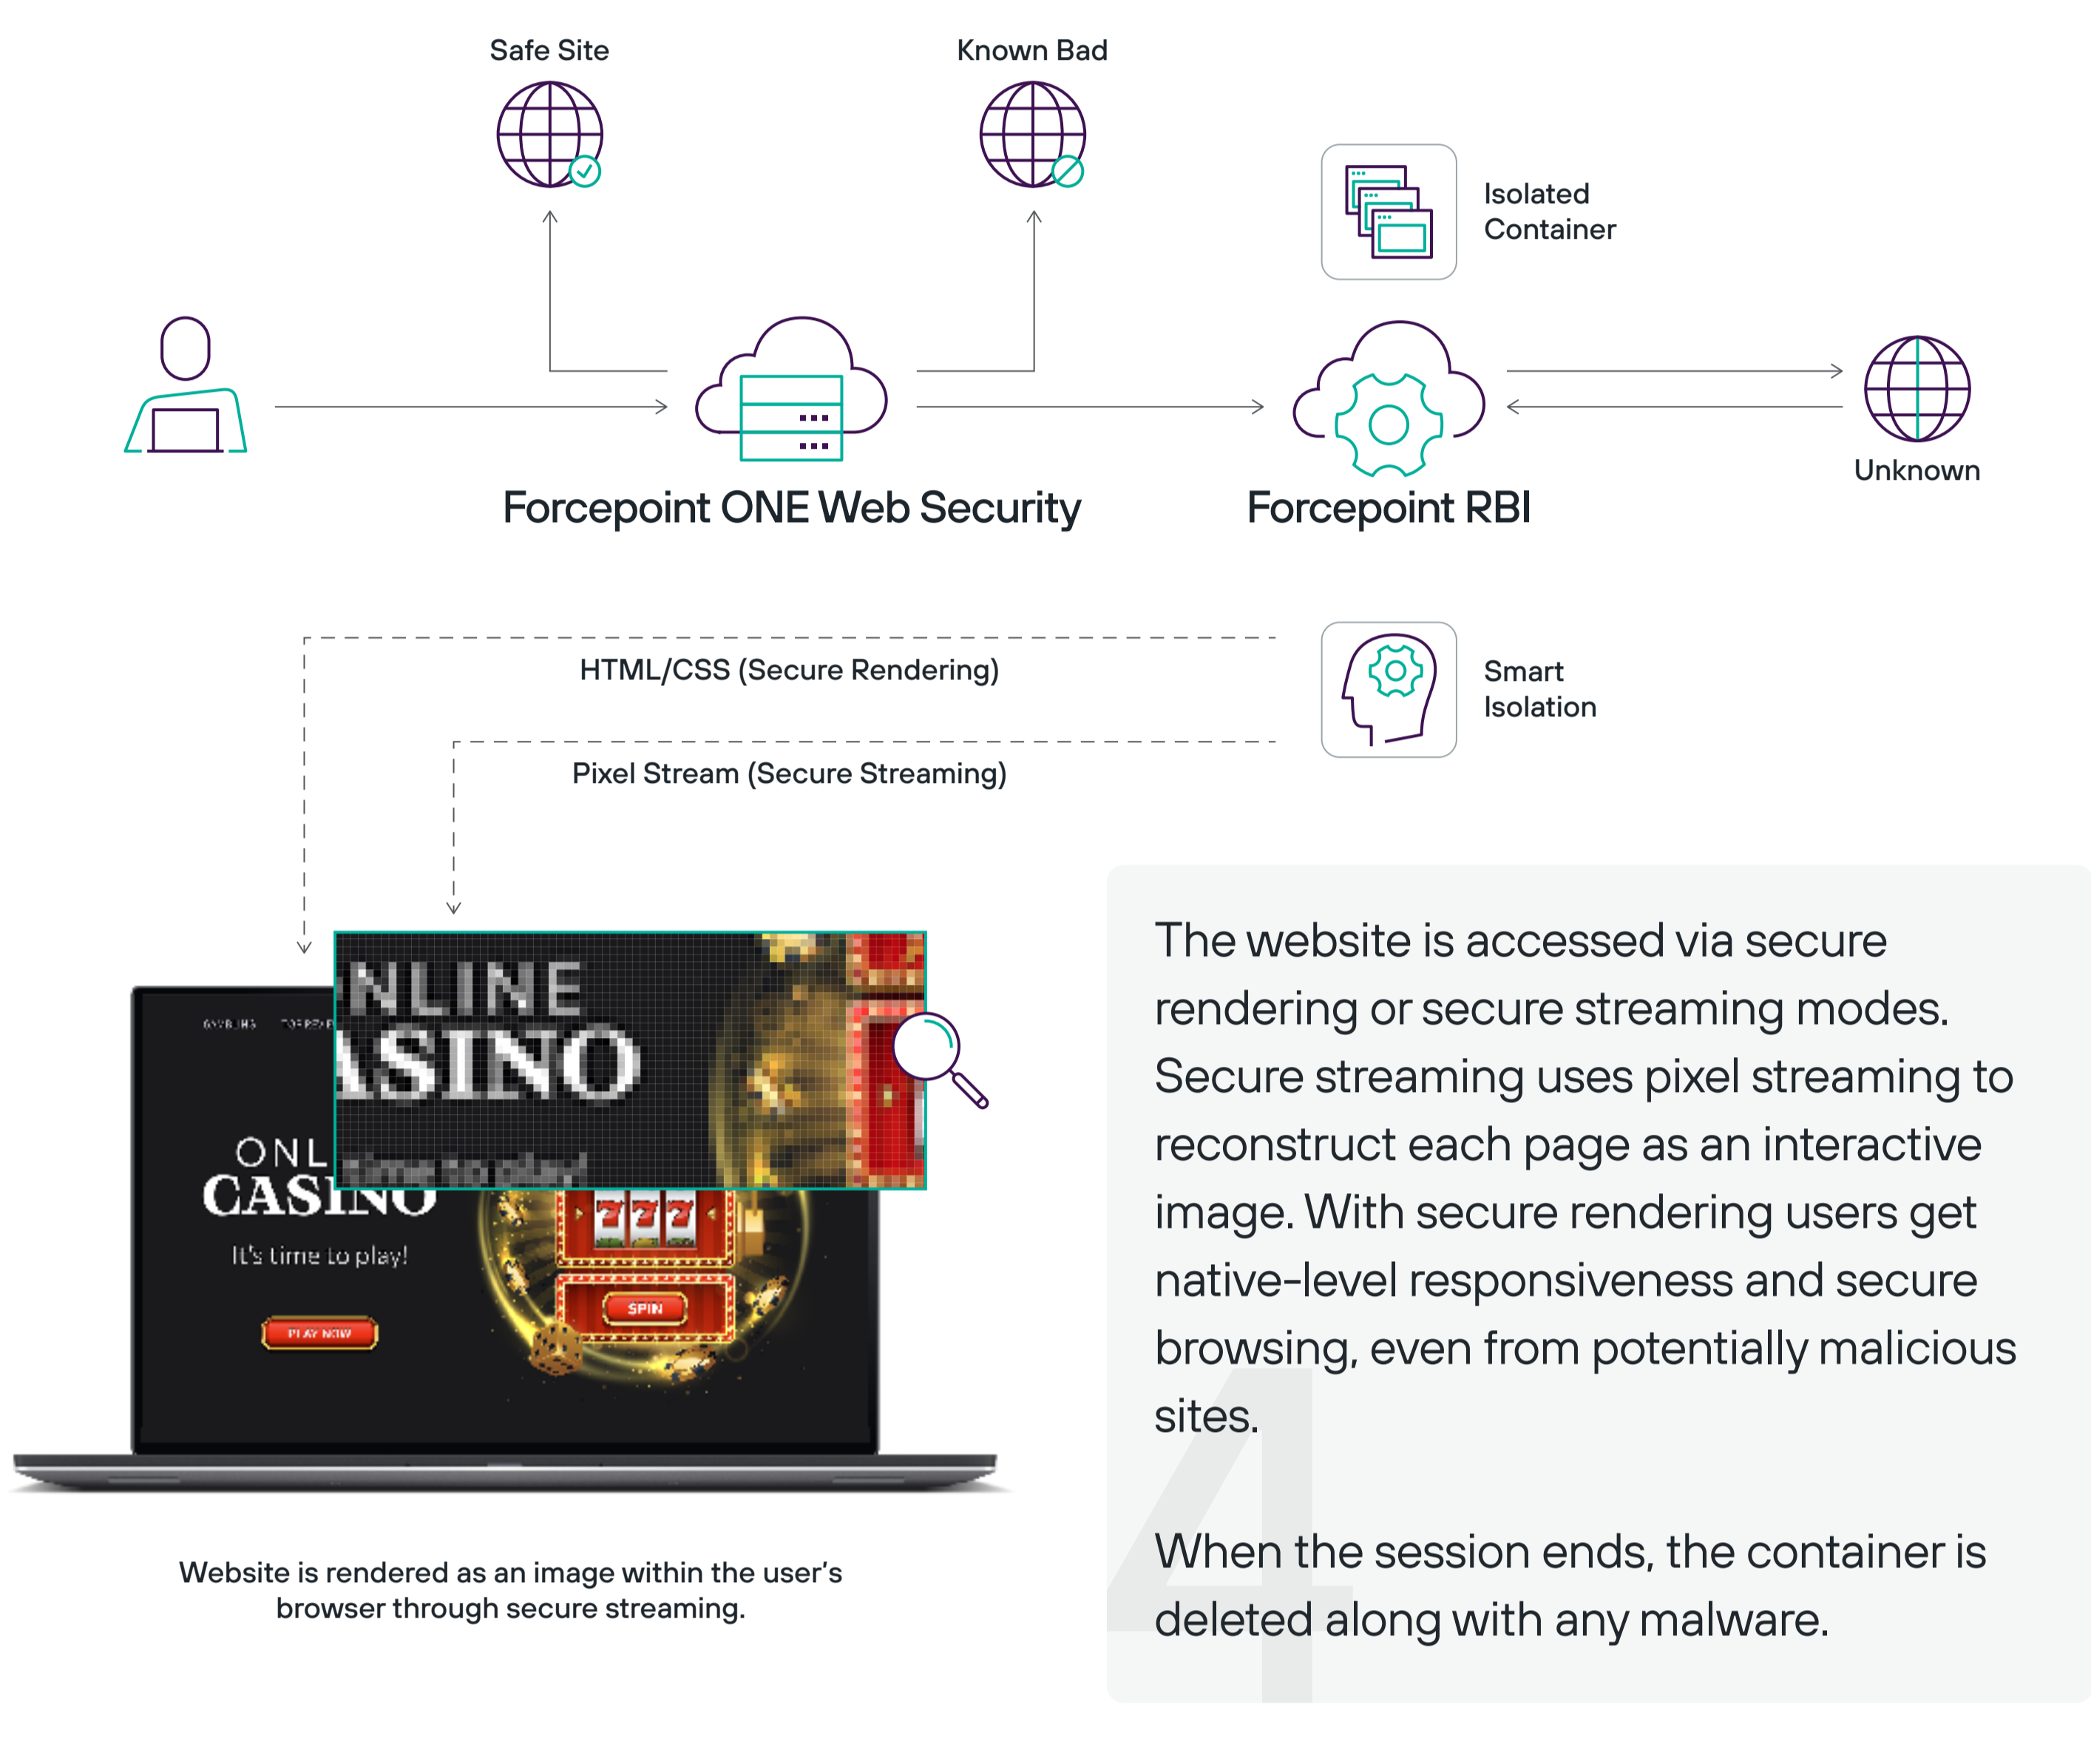 Safe Site
Known Bad
Isolated
Container
Unknown
Forcepoint ONE Web Security
Forcepoint RBI
HTML/CSS (Secure Rendering)
Smart
Isolation
Pixel Stream (Secure Streaming)
NLINE
ASINO
ONL
CASINO
It's time to play!
PLAY NOW
777
SPIN
Website is rendered as an image within the user's
browser through secure streaming.
The website is accessed via secure
rendering or secure streaming modes.
Secure streaming uses pixel streaming to
reconstruct each page as an interactive
image. With secure rendering users get
native-level responsiveness and secure
browsing, even from potentially malicious
sites.
When the session ends, the container is
deleted along with any malware.
4